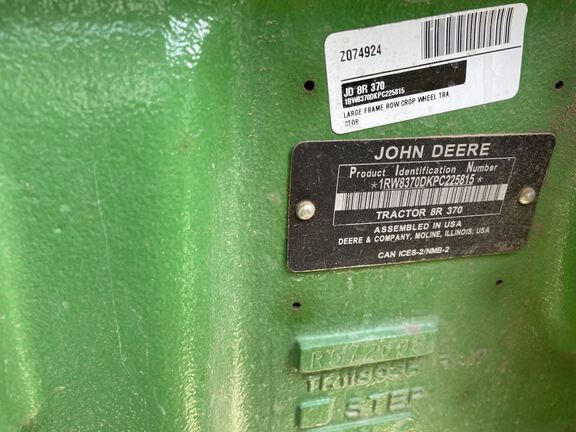 Z074924
JD 8R 370
1RW8370DKPC225815
LARGE FRAME ROW CROP WHEEL TRA
CTOR
JOHN DEERE
Product Identification Number
*1RW8370DKPC225815*
TRACTOR 8R 370
ASSEMBLED IN USA
DEERE & COMPANY, MOLINE, ILLINOIS, USA
CAN ICES-2/NMB-2
STEP